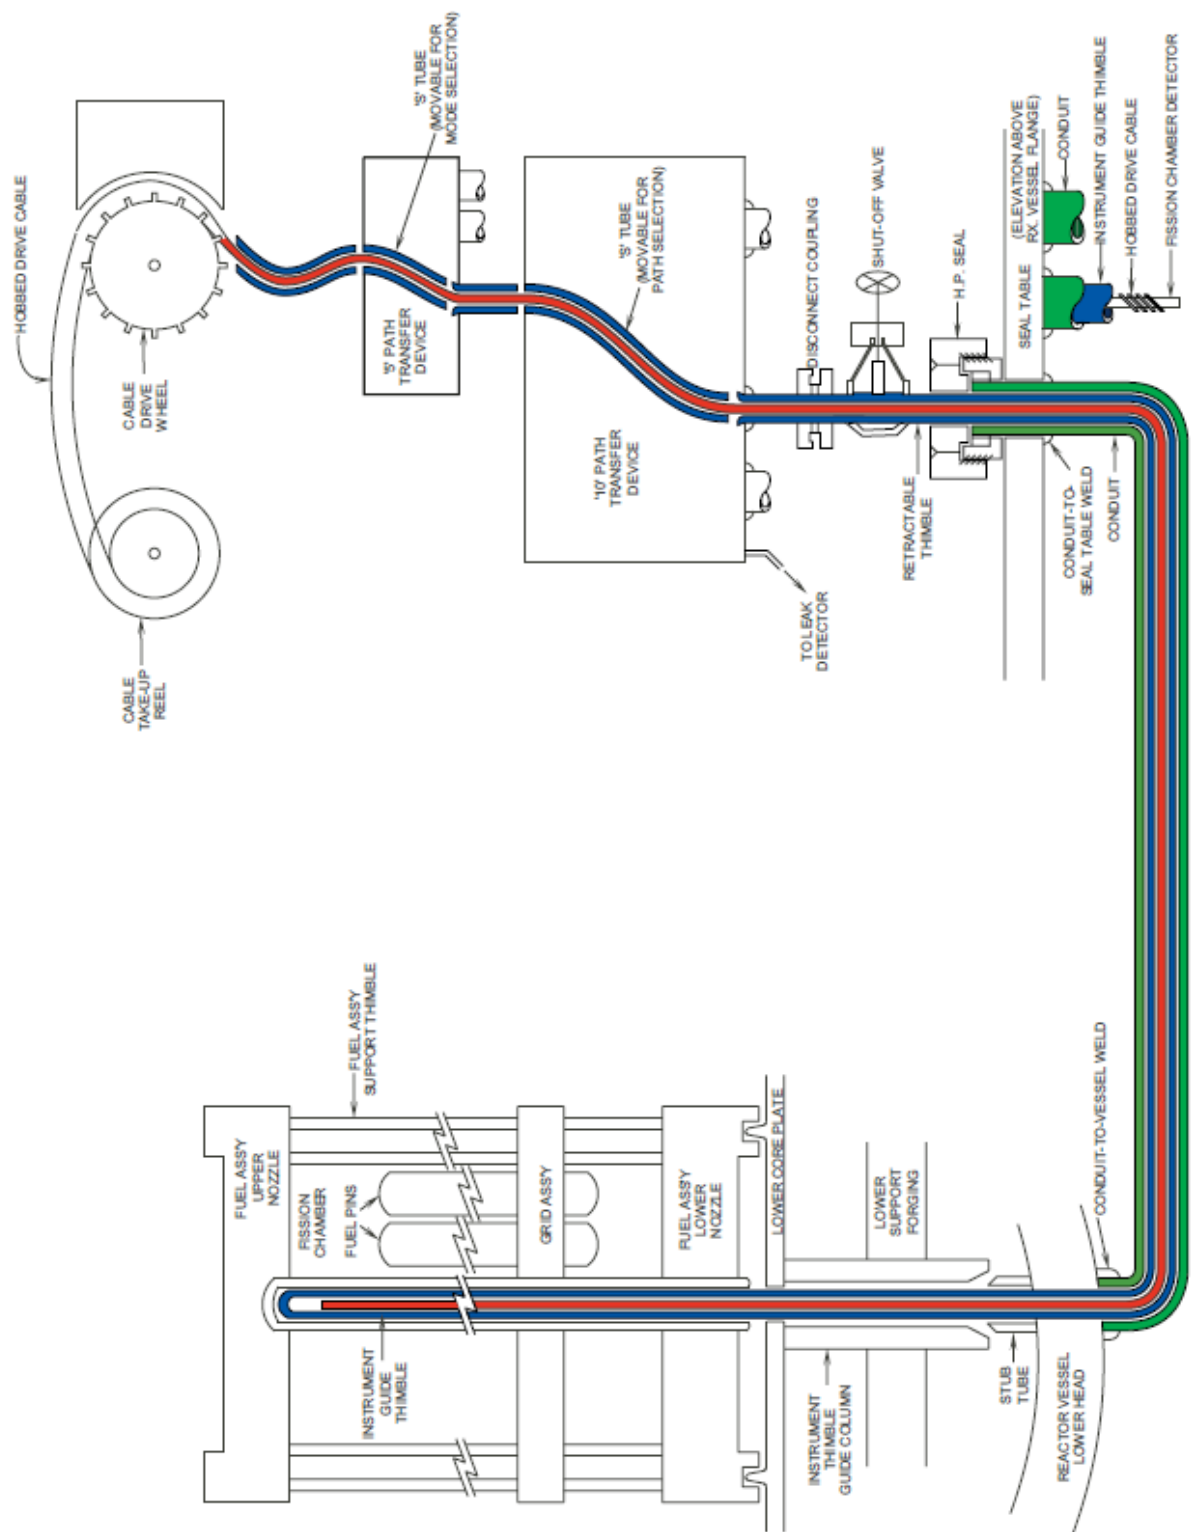 HOBBED DRIVE CABLE
CABLE
DRIVE
WHEEL
CABLE
TAKE-UP
REEL
'S' TUBE
(MOVABLE FOR
MODE SELECTION)
'5' PATH
TRANSFER
DEVICE
'S' TUBE
(MOVABLE FOR
PATH SELECTION)
'10' PATH
TRANSFER
DEVICE
TO LEAK
DETECTOR
DISCONNECT COUPLING
SHUT-OFF VALVE
RETRACTABLE
THIMBLE
H.P. SEAL
(ELEVATION ABOVE
RX. VESSEL FLANGE)
SEAL TABLE
CONDUIT
INSTRUMENT GUIDE THIMBLE
HOBBED DRIVE CABLE
FISSION CHAMBER DETECTOR
CONDUIT-TO-
SEAL TABLE WELD
CONDUIT
FUEL ASS'Y
UPPER
NOZZLE
FUEL ASS'Y
SUPPORT THIMBLE
FISSION
CHAMBER
FUEL PINS
INSTRUMENT
GUIDE
THIMBLE
GRID ASS'Y
FUEL ASS'Y
LOWER
NOZZLE
LOWER CORE PLATE
LOWER
SUPPORT
FORGING
INSTRUMENT
THIMBLE
GUIDE COLUMN
STUB
TUBE
REACTOR VESSEL
LOWER HEAD
CONDUIT-TO-VESSEL WELD